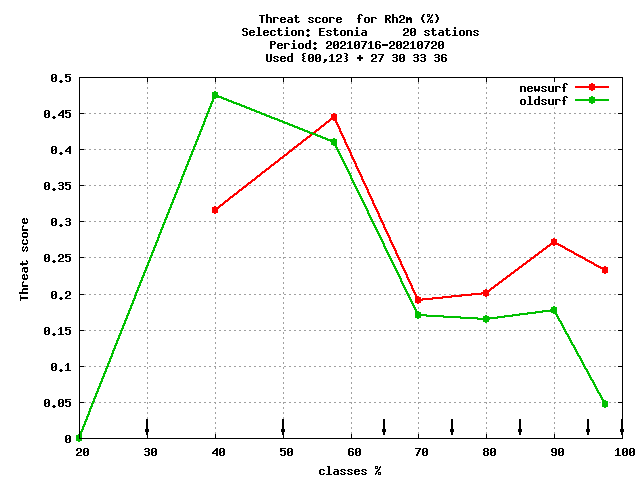 Threat score for Rh2m (%)
Selection: Estonia 20 stations
Period: 20210716-20210720
Used {00,12} + 27 30 33 36
newsurf
oldsurf
0.5
0.45
0.4
0.35
0.3
0.25
0.2
0.15
0.1
0.05
0
Threat score
20 30 40 50 60 70 80 90 100
classes %